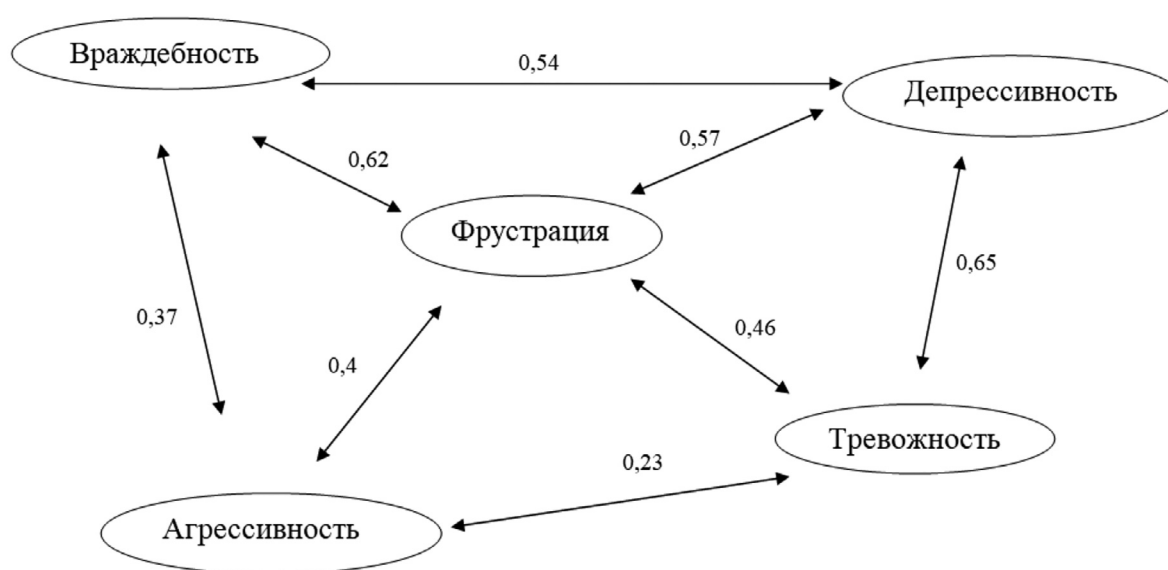 Враждебность
0,54
Депрессивность
0,62
0,57
Фрустрация
0,65
0,37
0,46
0,4
Тревожность
0,23
Агрессивность